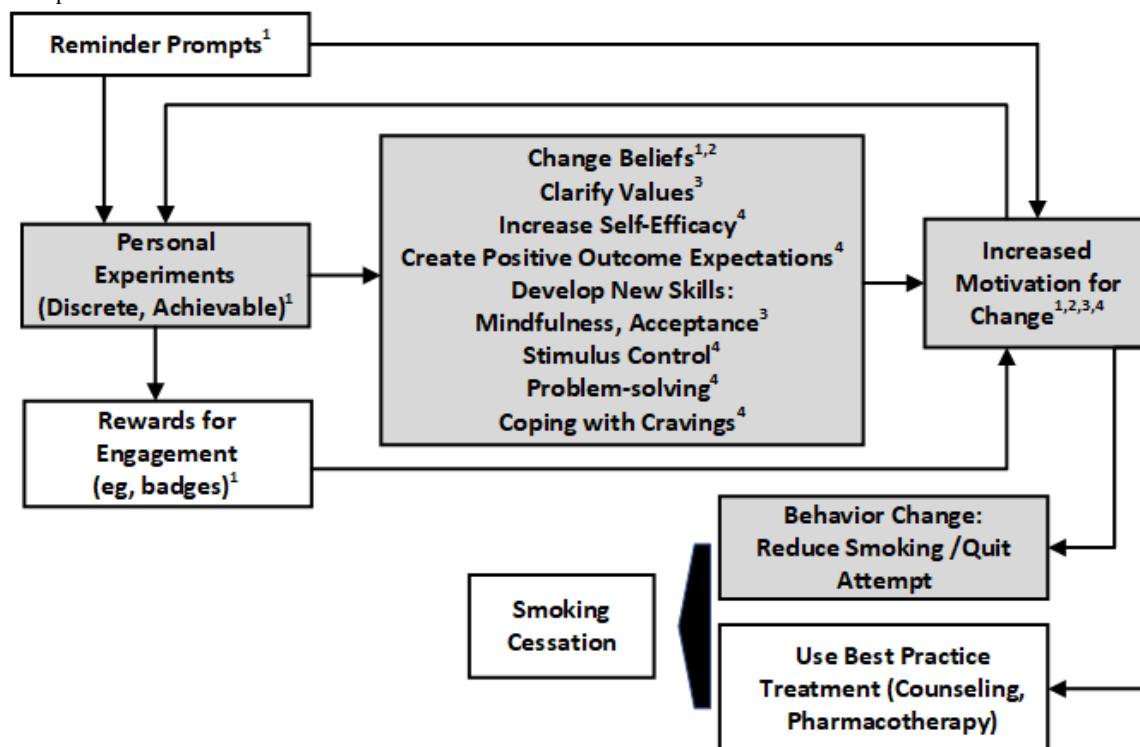 Reminder Prompts¹
Personal
Experiments
(Discrete, Achievable)¹
Change Beliefs¹,²
Clarify Values³
Increase Self-Efficacy⁴
Create Positive Outcome Expectations⁴
Develop New Skills:
Mindfulness, Acceptance³
Stimulus Control⁴
Problem-solving⁴
Coping with Cravings⁴
Increased
Motivation for
Change¹,²,³,⁴
Rewards for
Engagement
(eg, badges)¹
Behavior Change:
Reduce Smoking /Quit
Attempt
Smoking
Cessation
Use Best Practice
Treatment (Counseling,
Pharmacotherapy)